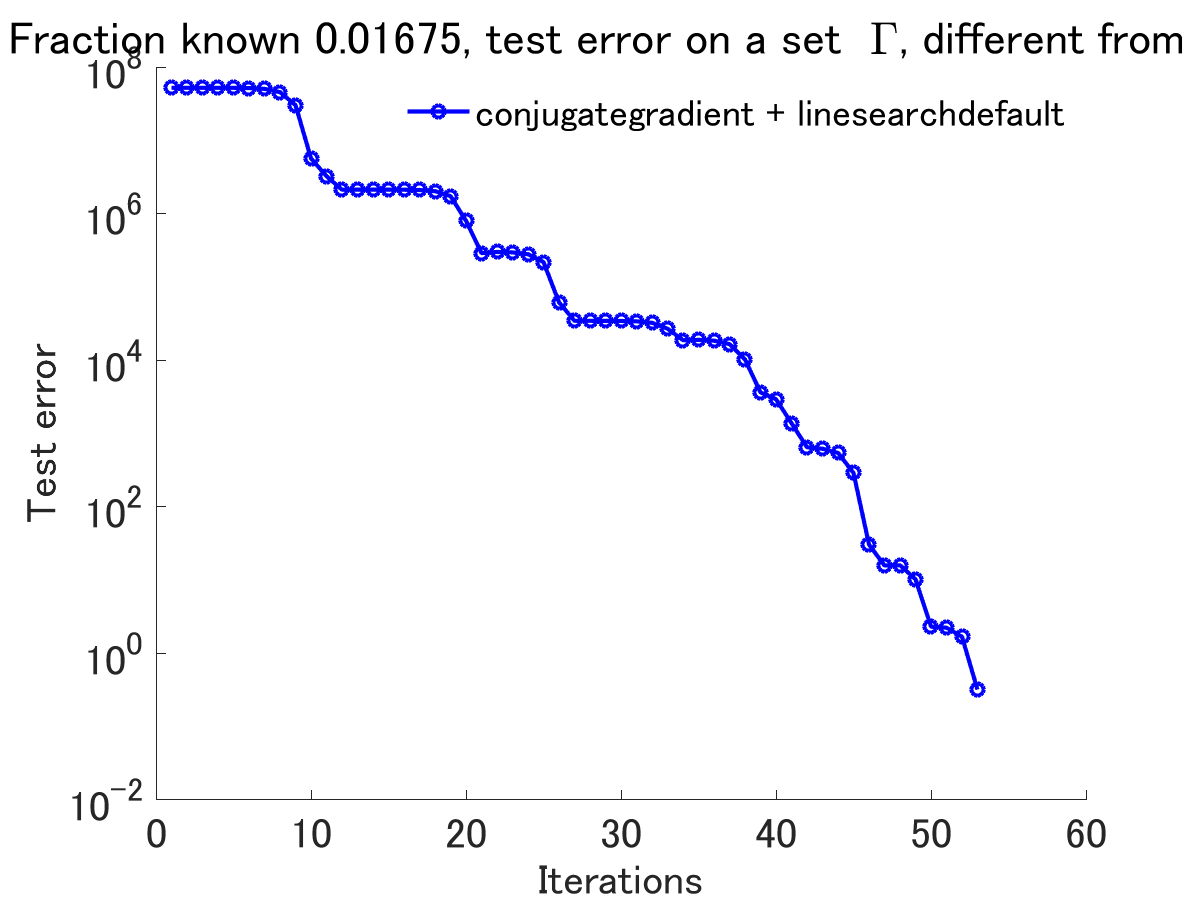 Fraction known 0.01675, test error on a set Γ, different from
conjugategradient + linesearchdefault
10^8
10^6
10^4
10^2
10^0
10^-2
Test error
0 10 20 30 40 50 60
Iterations